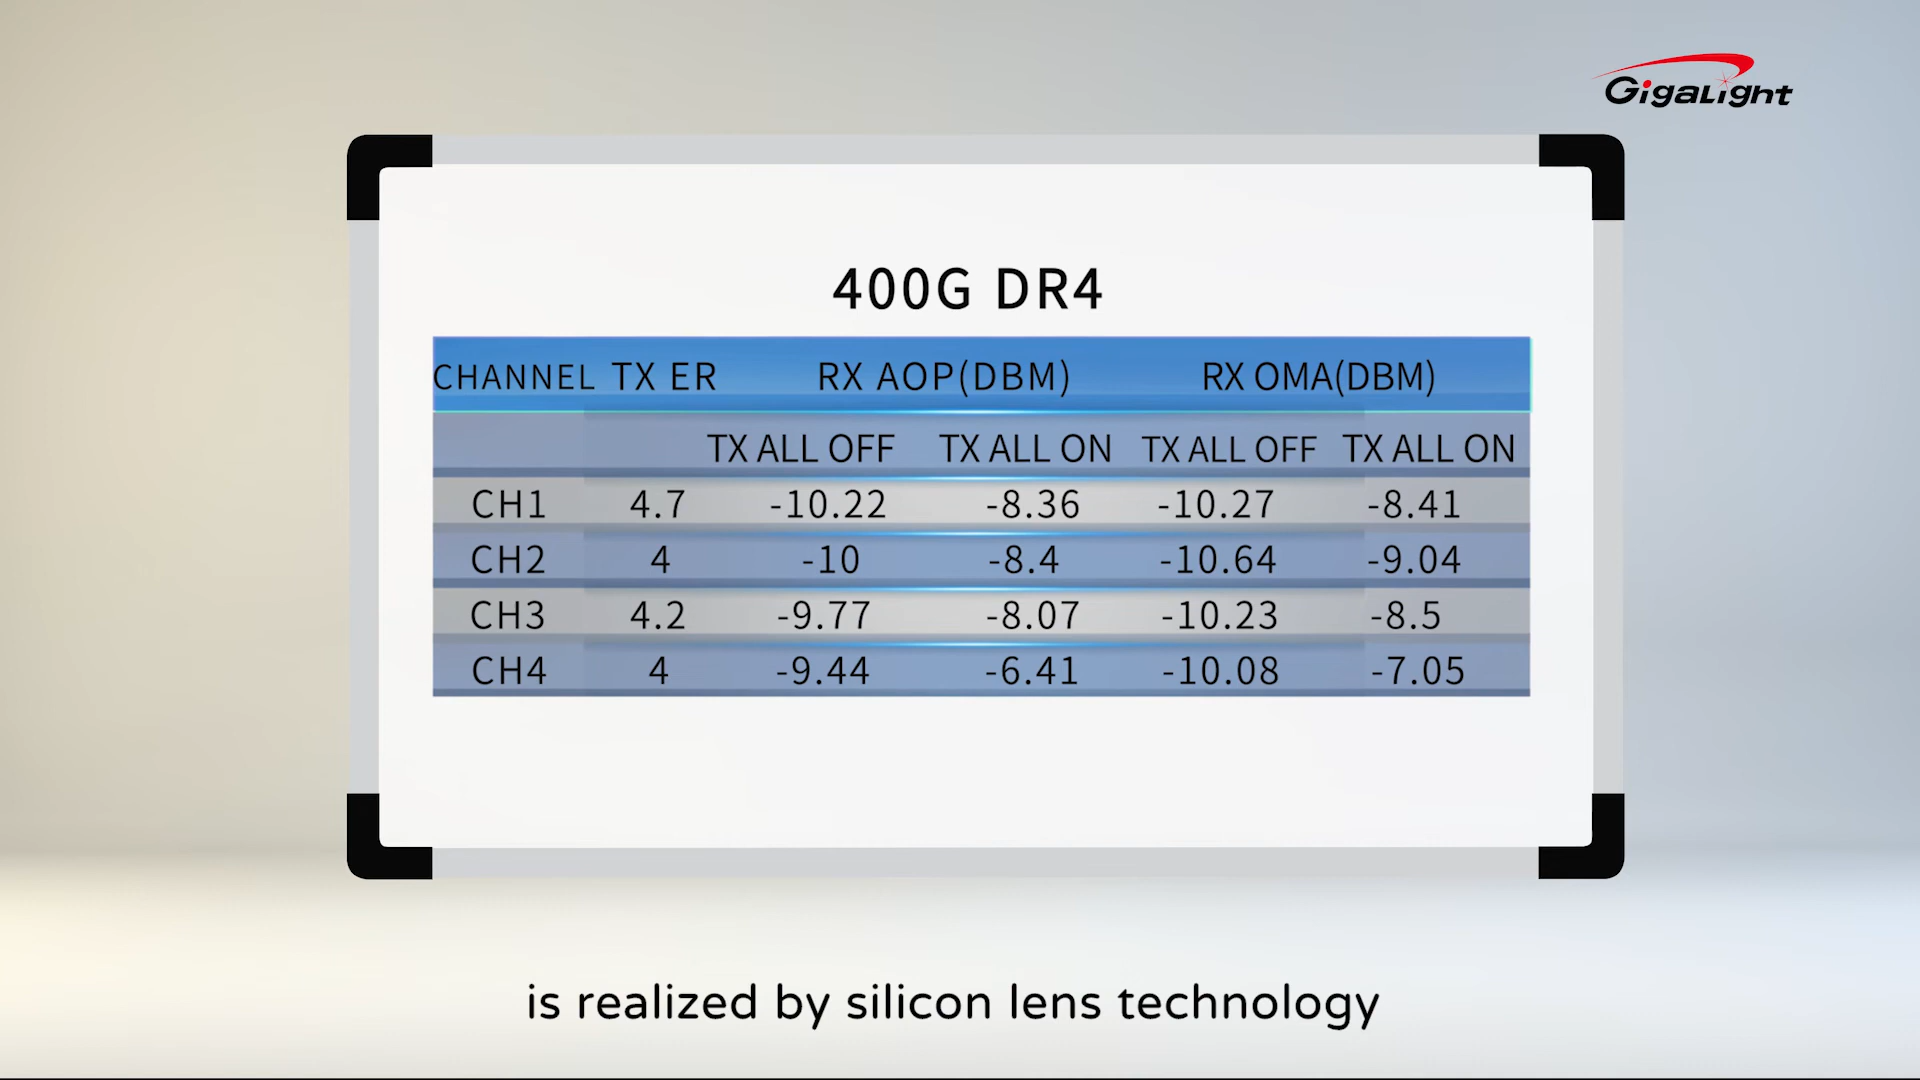 GigaLight
400G DR4
CHANNEL TX ER RX AOP(DBM) RX OMA(DBM)
TX ALL OFF TX ALL ON TX ALL OFF TX ALL ON
CH1 4.7 -10.22 -8.36 -10.27 -8.41
CH2 4 -10 -8.4 -10.64 -9.04
CH3 4.2 -9.77 -8.07 -10.23 -8.5
CH4 4 -9.44 -6.41 -10.08 -7.05
is realized by silicon lens technology